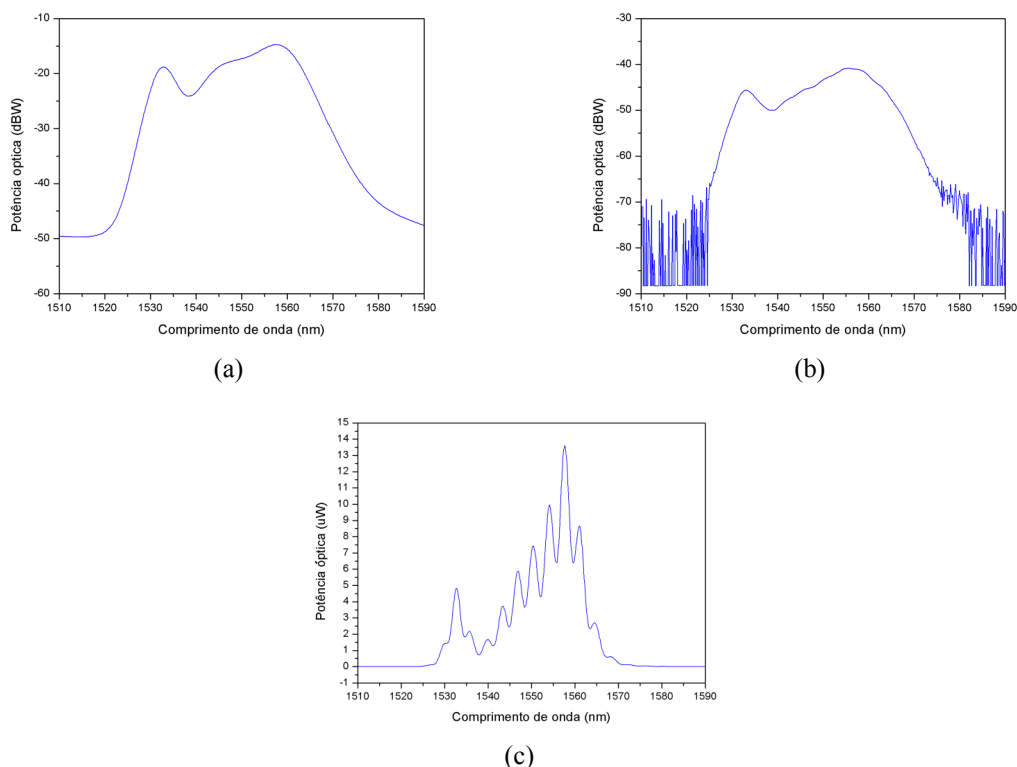 -10
-20
-30
-40
-50
-60
Potência optica (dBW)
1510 1520 1530 1540 1550 1560 1570 1580 1590
Comprimento de onda (nm)
(a)
-30
-40
-50
-60
-70
-80
-90
Potência optica (dBW)
1510 1520 1530 1540 1550 1560 1570 1580 1590
Comprimento de onda (nm)
(b)
15
14
13
12
11
10
9
8
7
6
5
4
3
2
1
0
-1
Potência óptica (uW)
1510 1520 1530 1540 1550 1560 1570 1580 1590
Comprimento de onda (nm)
(c)